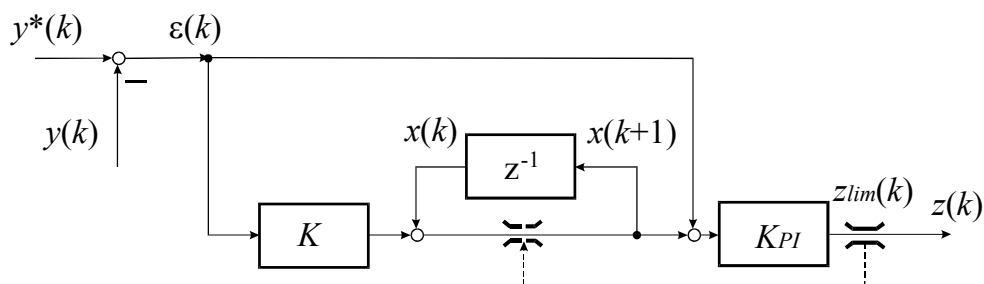 y*(k)
ε(k)
y(k)
x(k)
x(k+1)
z⁻¹
K
K_PI
z_lim(k)
z(k)